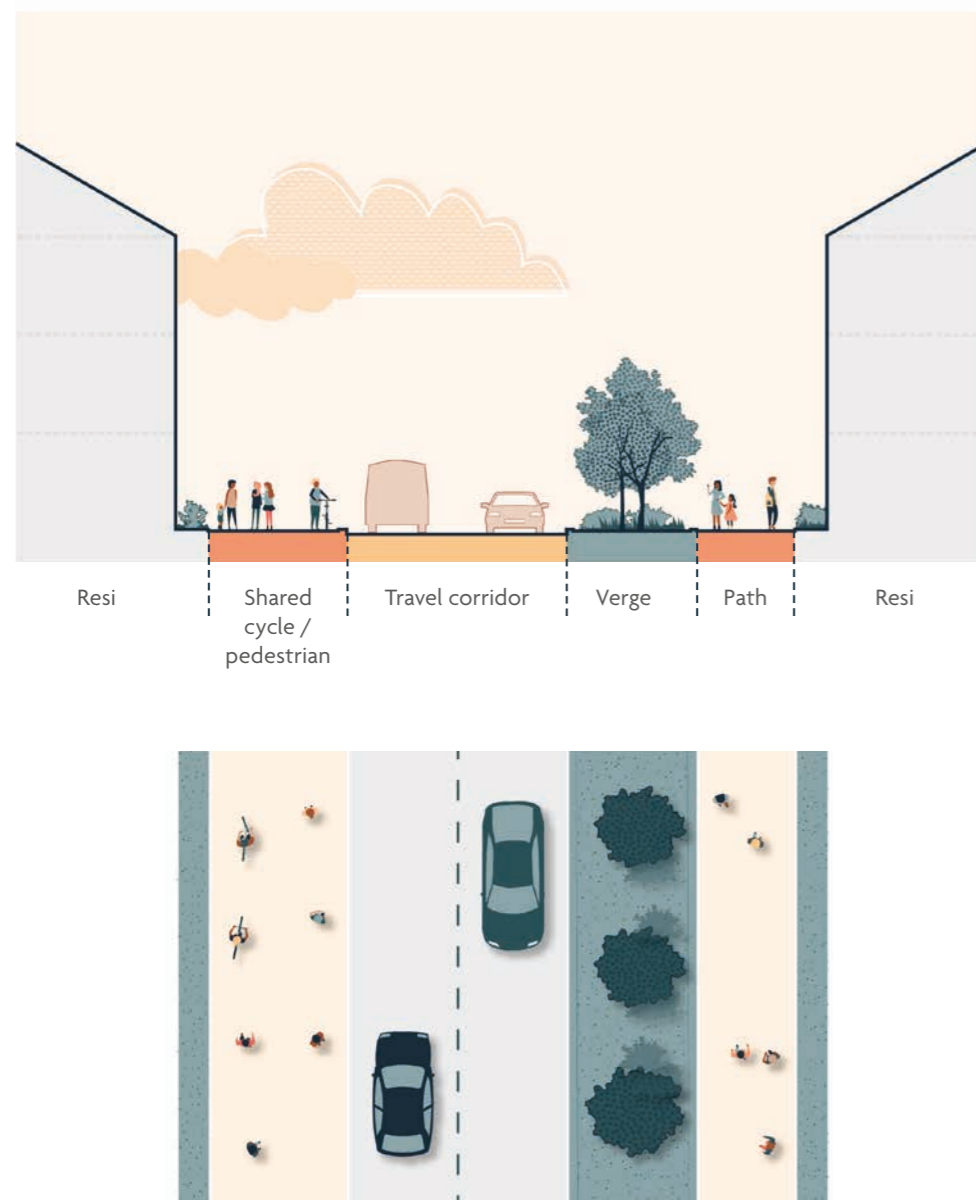 Resi
Shared
cycle /
pedestrian
Travel corridor
Verge
Path
Resi